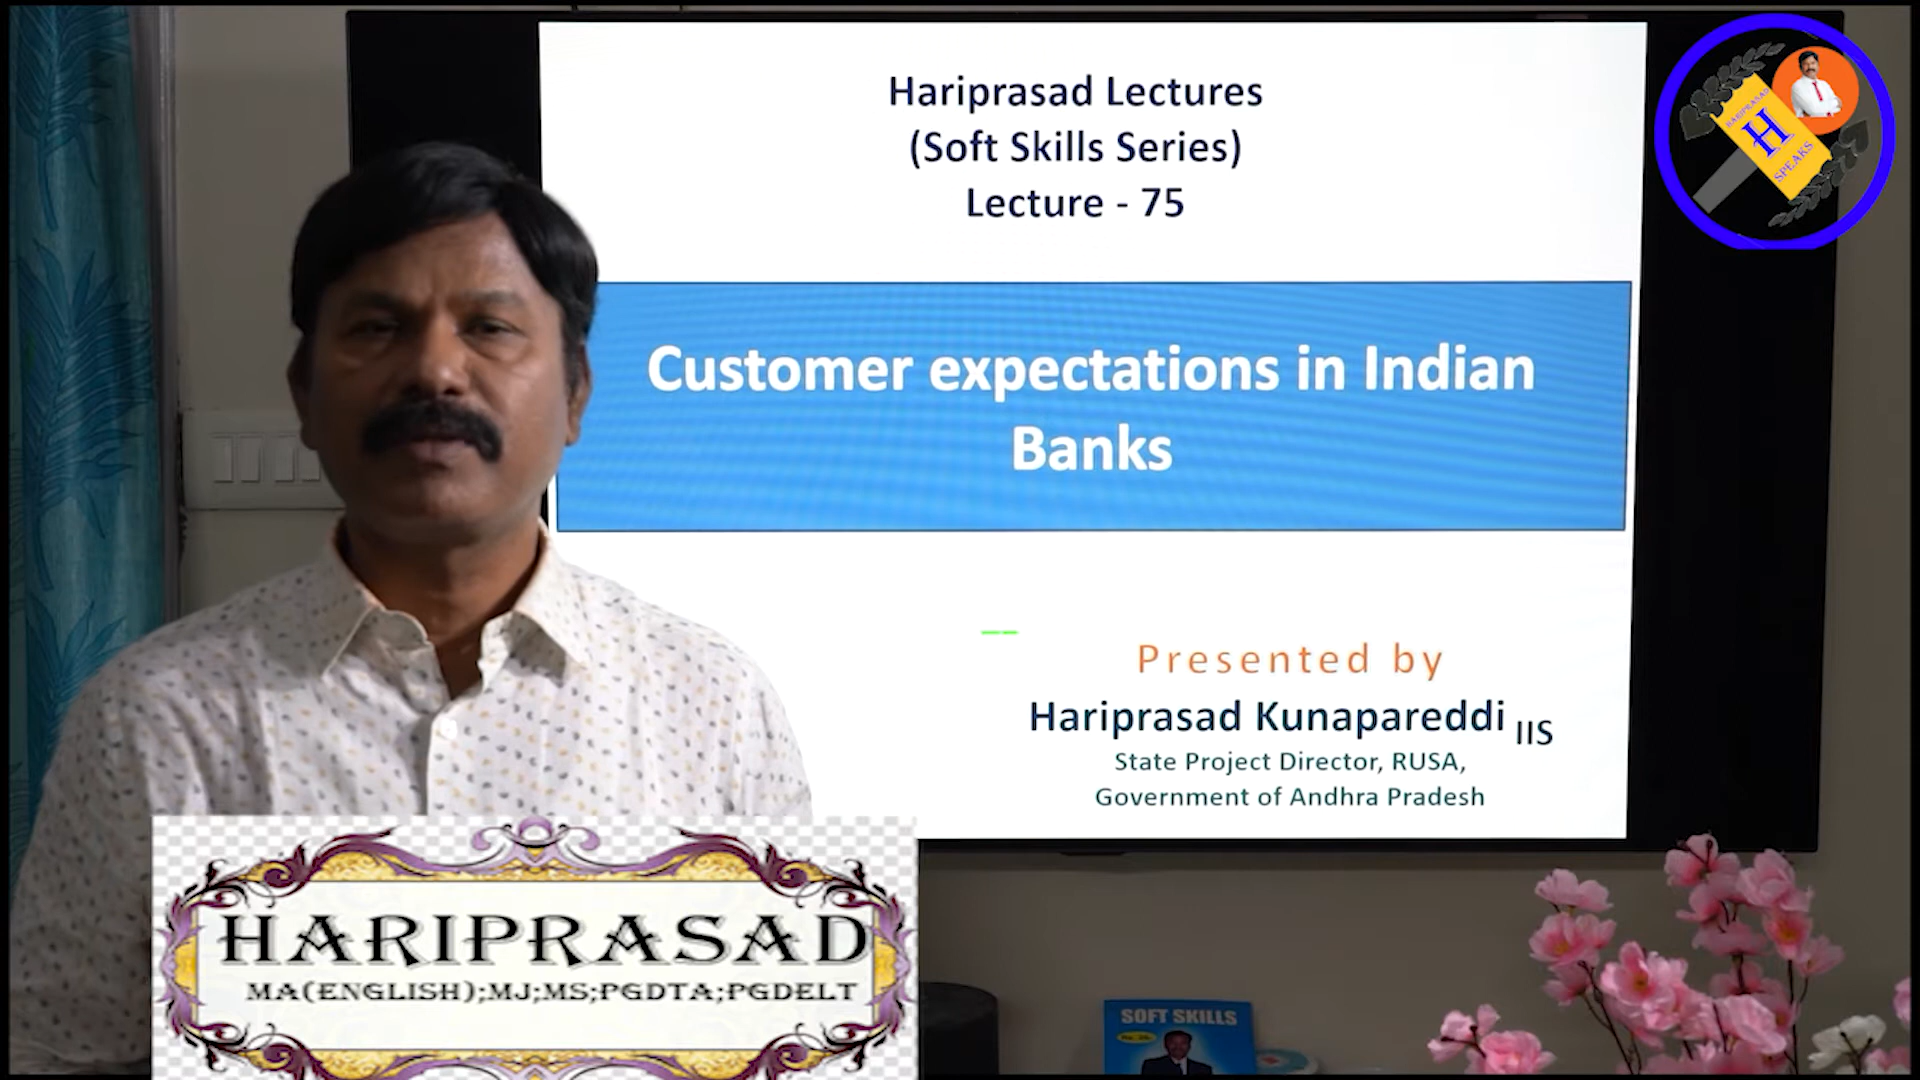 Hariprasad Lectures
(Soft Skills Series)
Lecture - 75
Customer expectations in Indian
Banks
Presented by
Hariprasad Kunapareddi IIS
State Project Director, RUSA,
Government of Andhra Pradesh
HARIPRASAD
H
SPEAKS
HARIPRASAD
MA(ENGLISH);MJ;MS;PGDTA;PGDELT
SOFT SKILLS